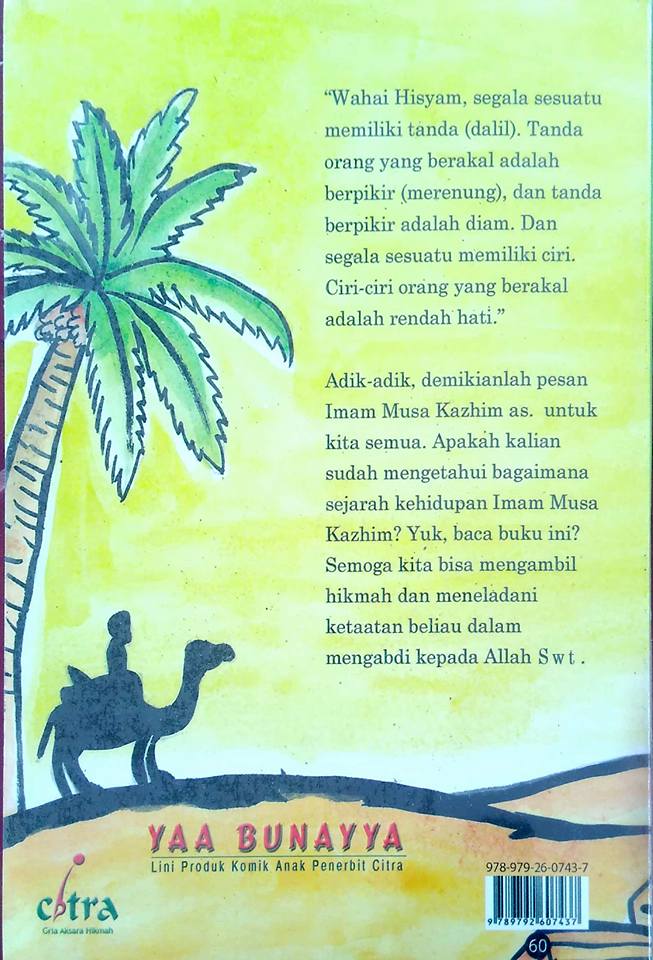 “Wahai Hisyam, segala sesuatu
memiliki tanda (dalil). Tanda
orang yang berakal adalah
berpikir (merenung), dan tanda
berpikir adalah diam. Dan
segala sesuatu memiliki ciri.
Ciri-ciri orang yang berakal
adalah rendah hati.”
Adik-adik, demikianlah pesan
Imam Musa Kazhim as. untuk
kita semua. Apakah kalian
sudah mengetahui bagaimana
sejarah kehidupan Imam Musa
Kazhim? Yuk, baca buku ini?
Semoga kita bisa mengambil
hikmah dan meneladani
ketaatan beliau dalam
mengabdi kepada Allah Swt.
YAA BUNAYYA
Lini Produk Komik Anak Penerbit Citra
citra
Gria Aksara Hikmah
978-979-26-0743-7
9 789792 607437
60